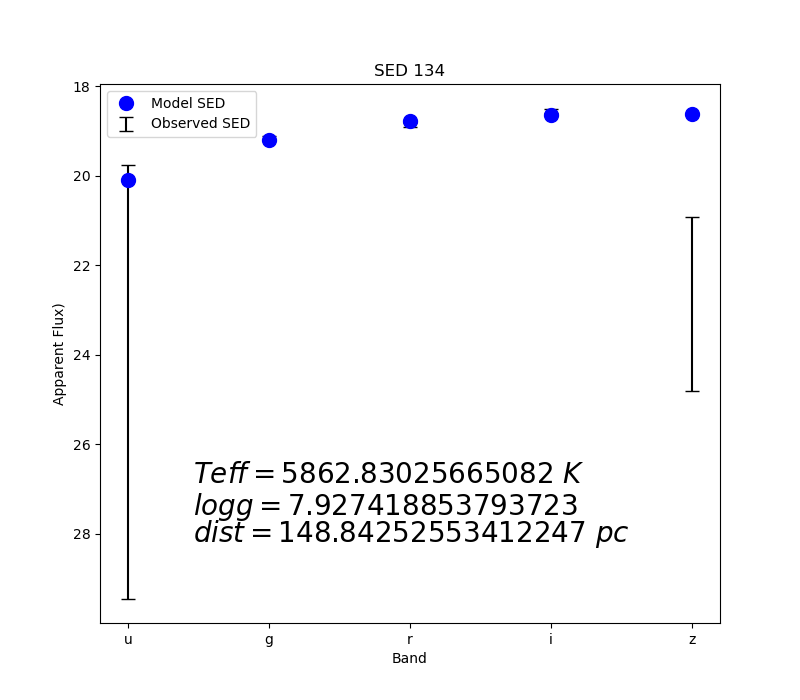 SED 134
Model SED
Observed SED
18
20
22
24
26
28
Apparent Flux)
Teff = 5862.83025665082 K
logg = 7.927418853793723
dist = 148.84252553412247 pc
u g r i z
Band